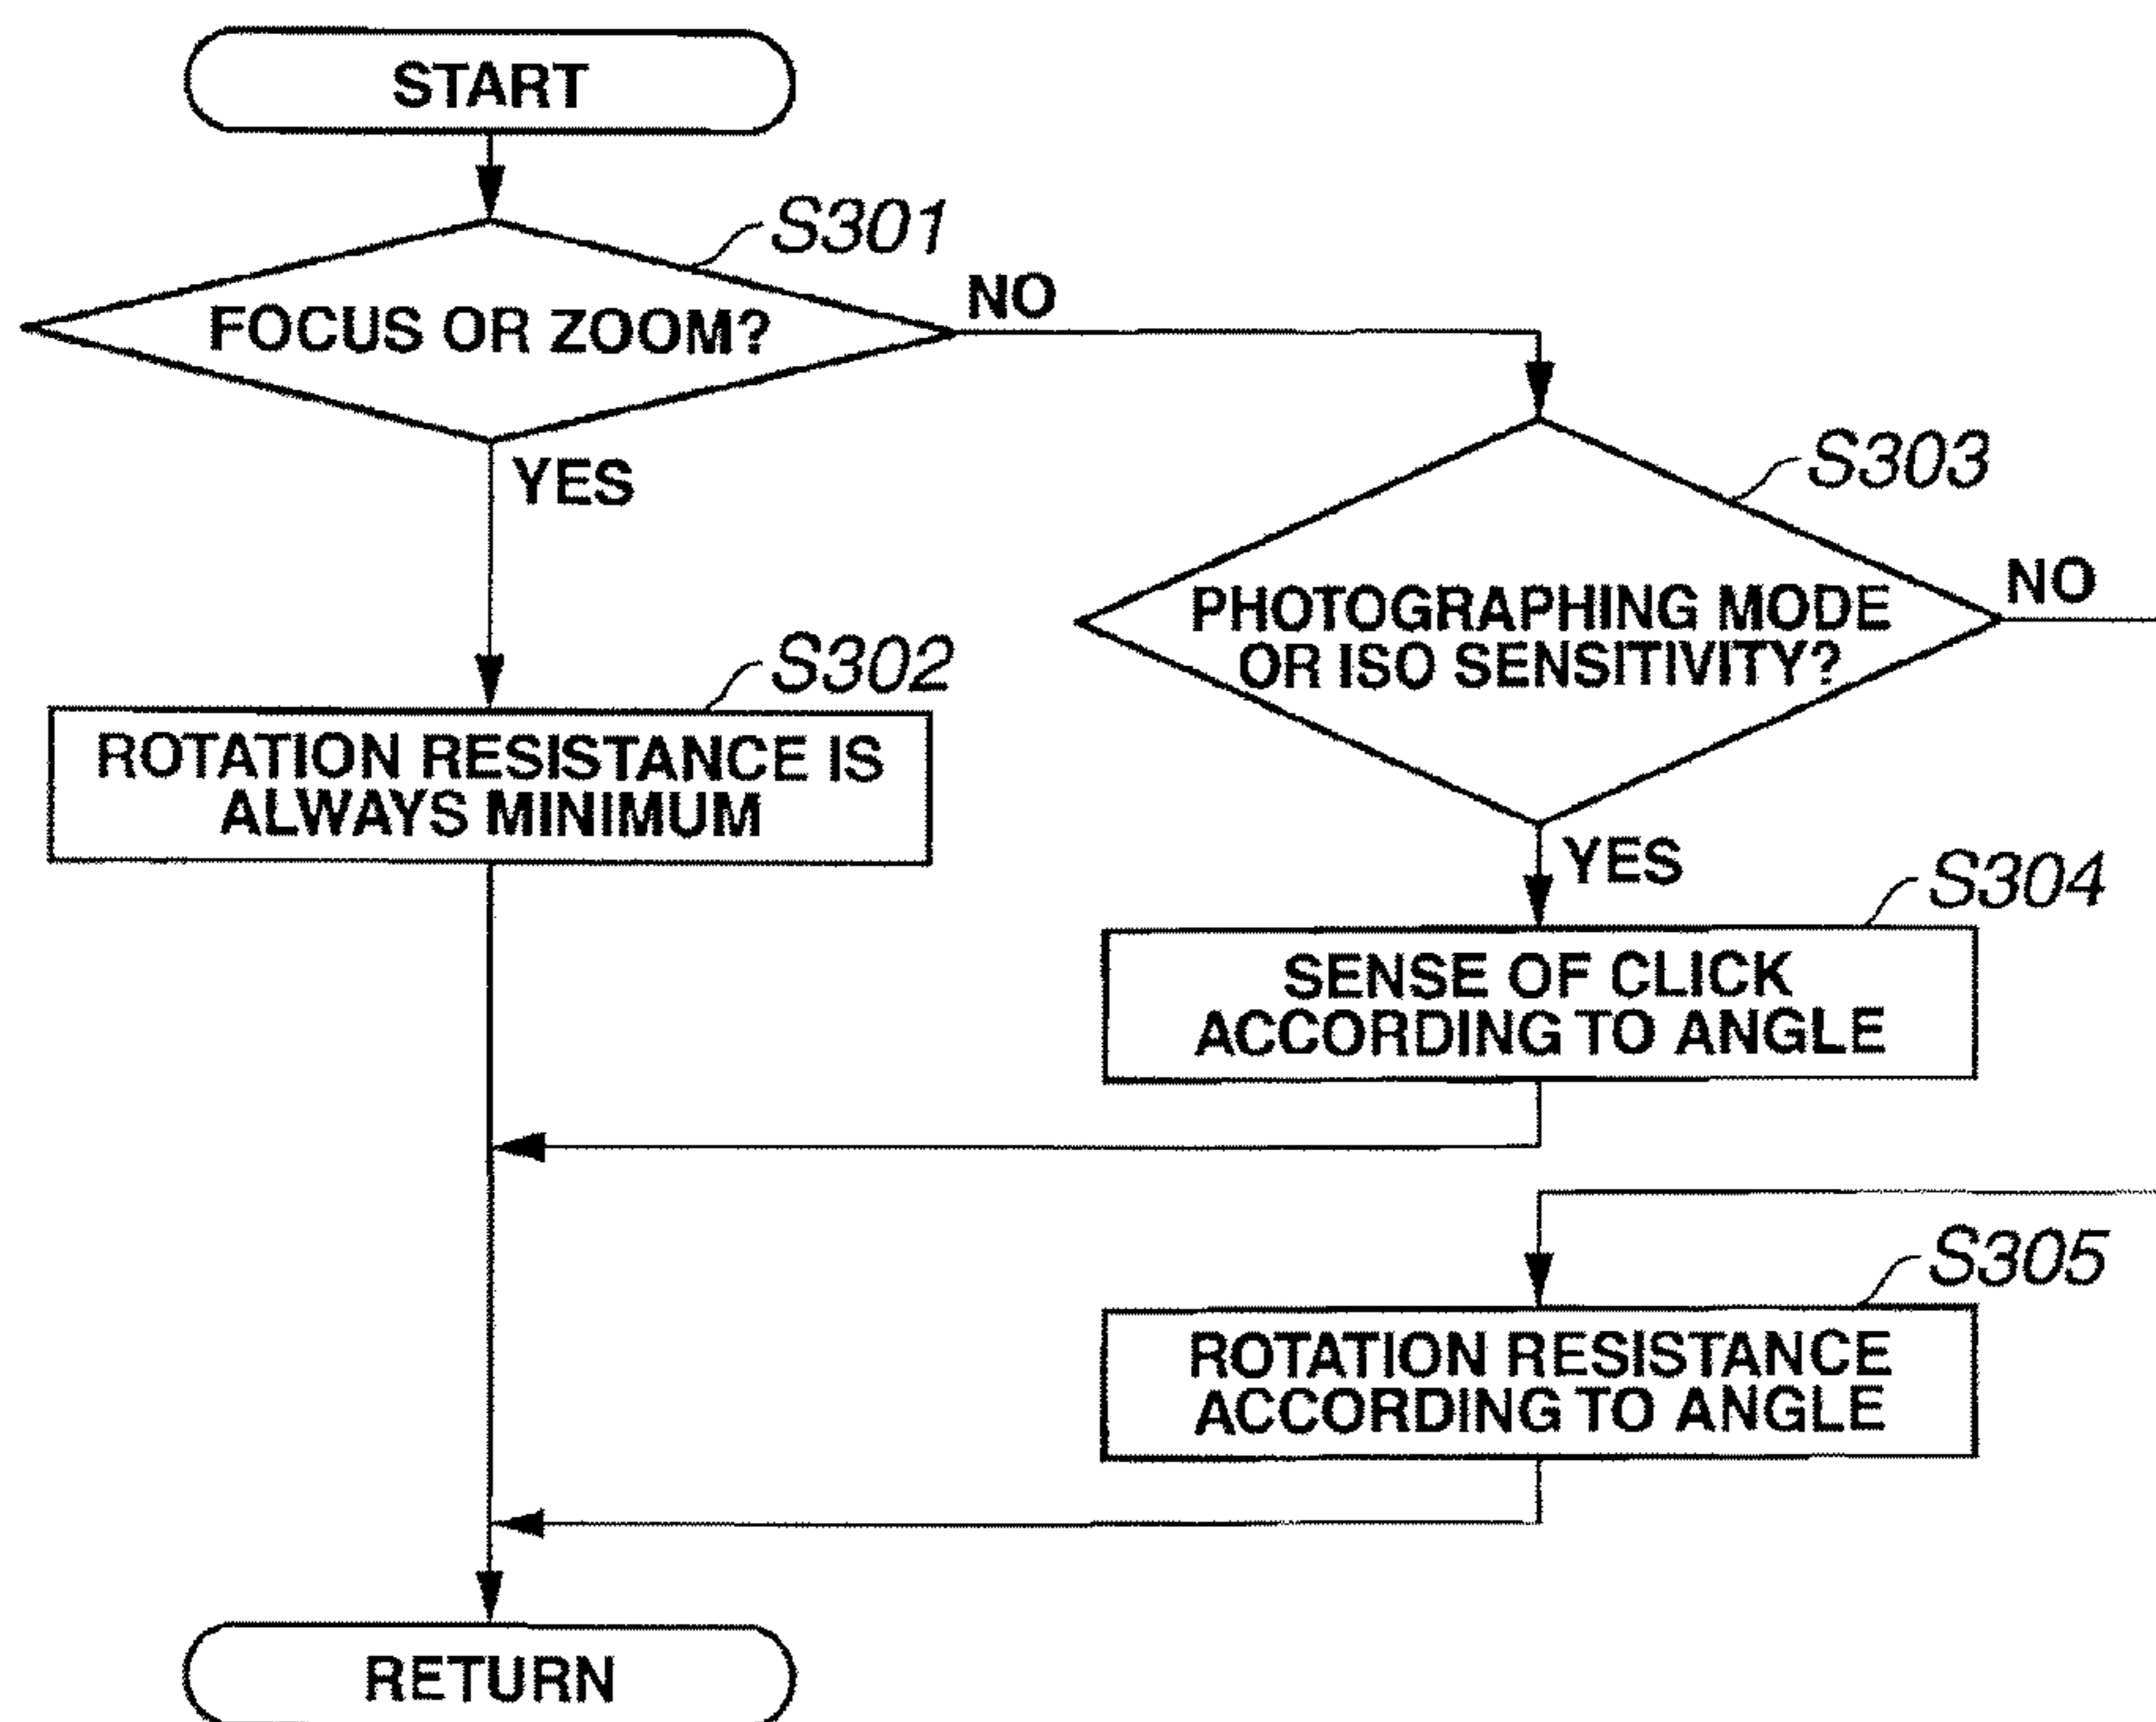 START
S301
FOCUS OR ZOOM?
NO
YES
S303
PHOTOGRAPHING MODE
OR ISO SENSITIVITY?
NO
YES
S302
ROTATION RESISTANCE IS
ALWAYS MINIMUM
S304
SENSE OF CLICK
ACCORDING TO ANGLE
S305
ROTATION RESISTANCE
ACCORDING TO ANGLE
RETURN